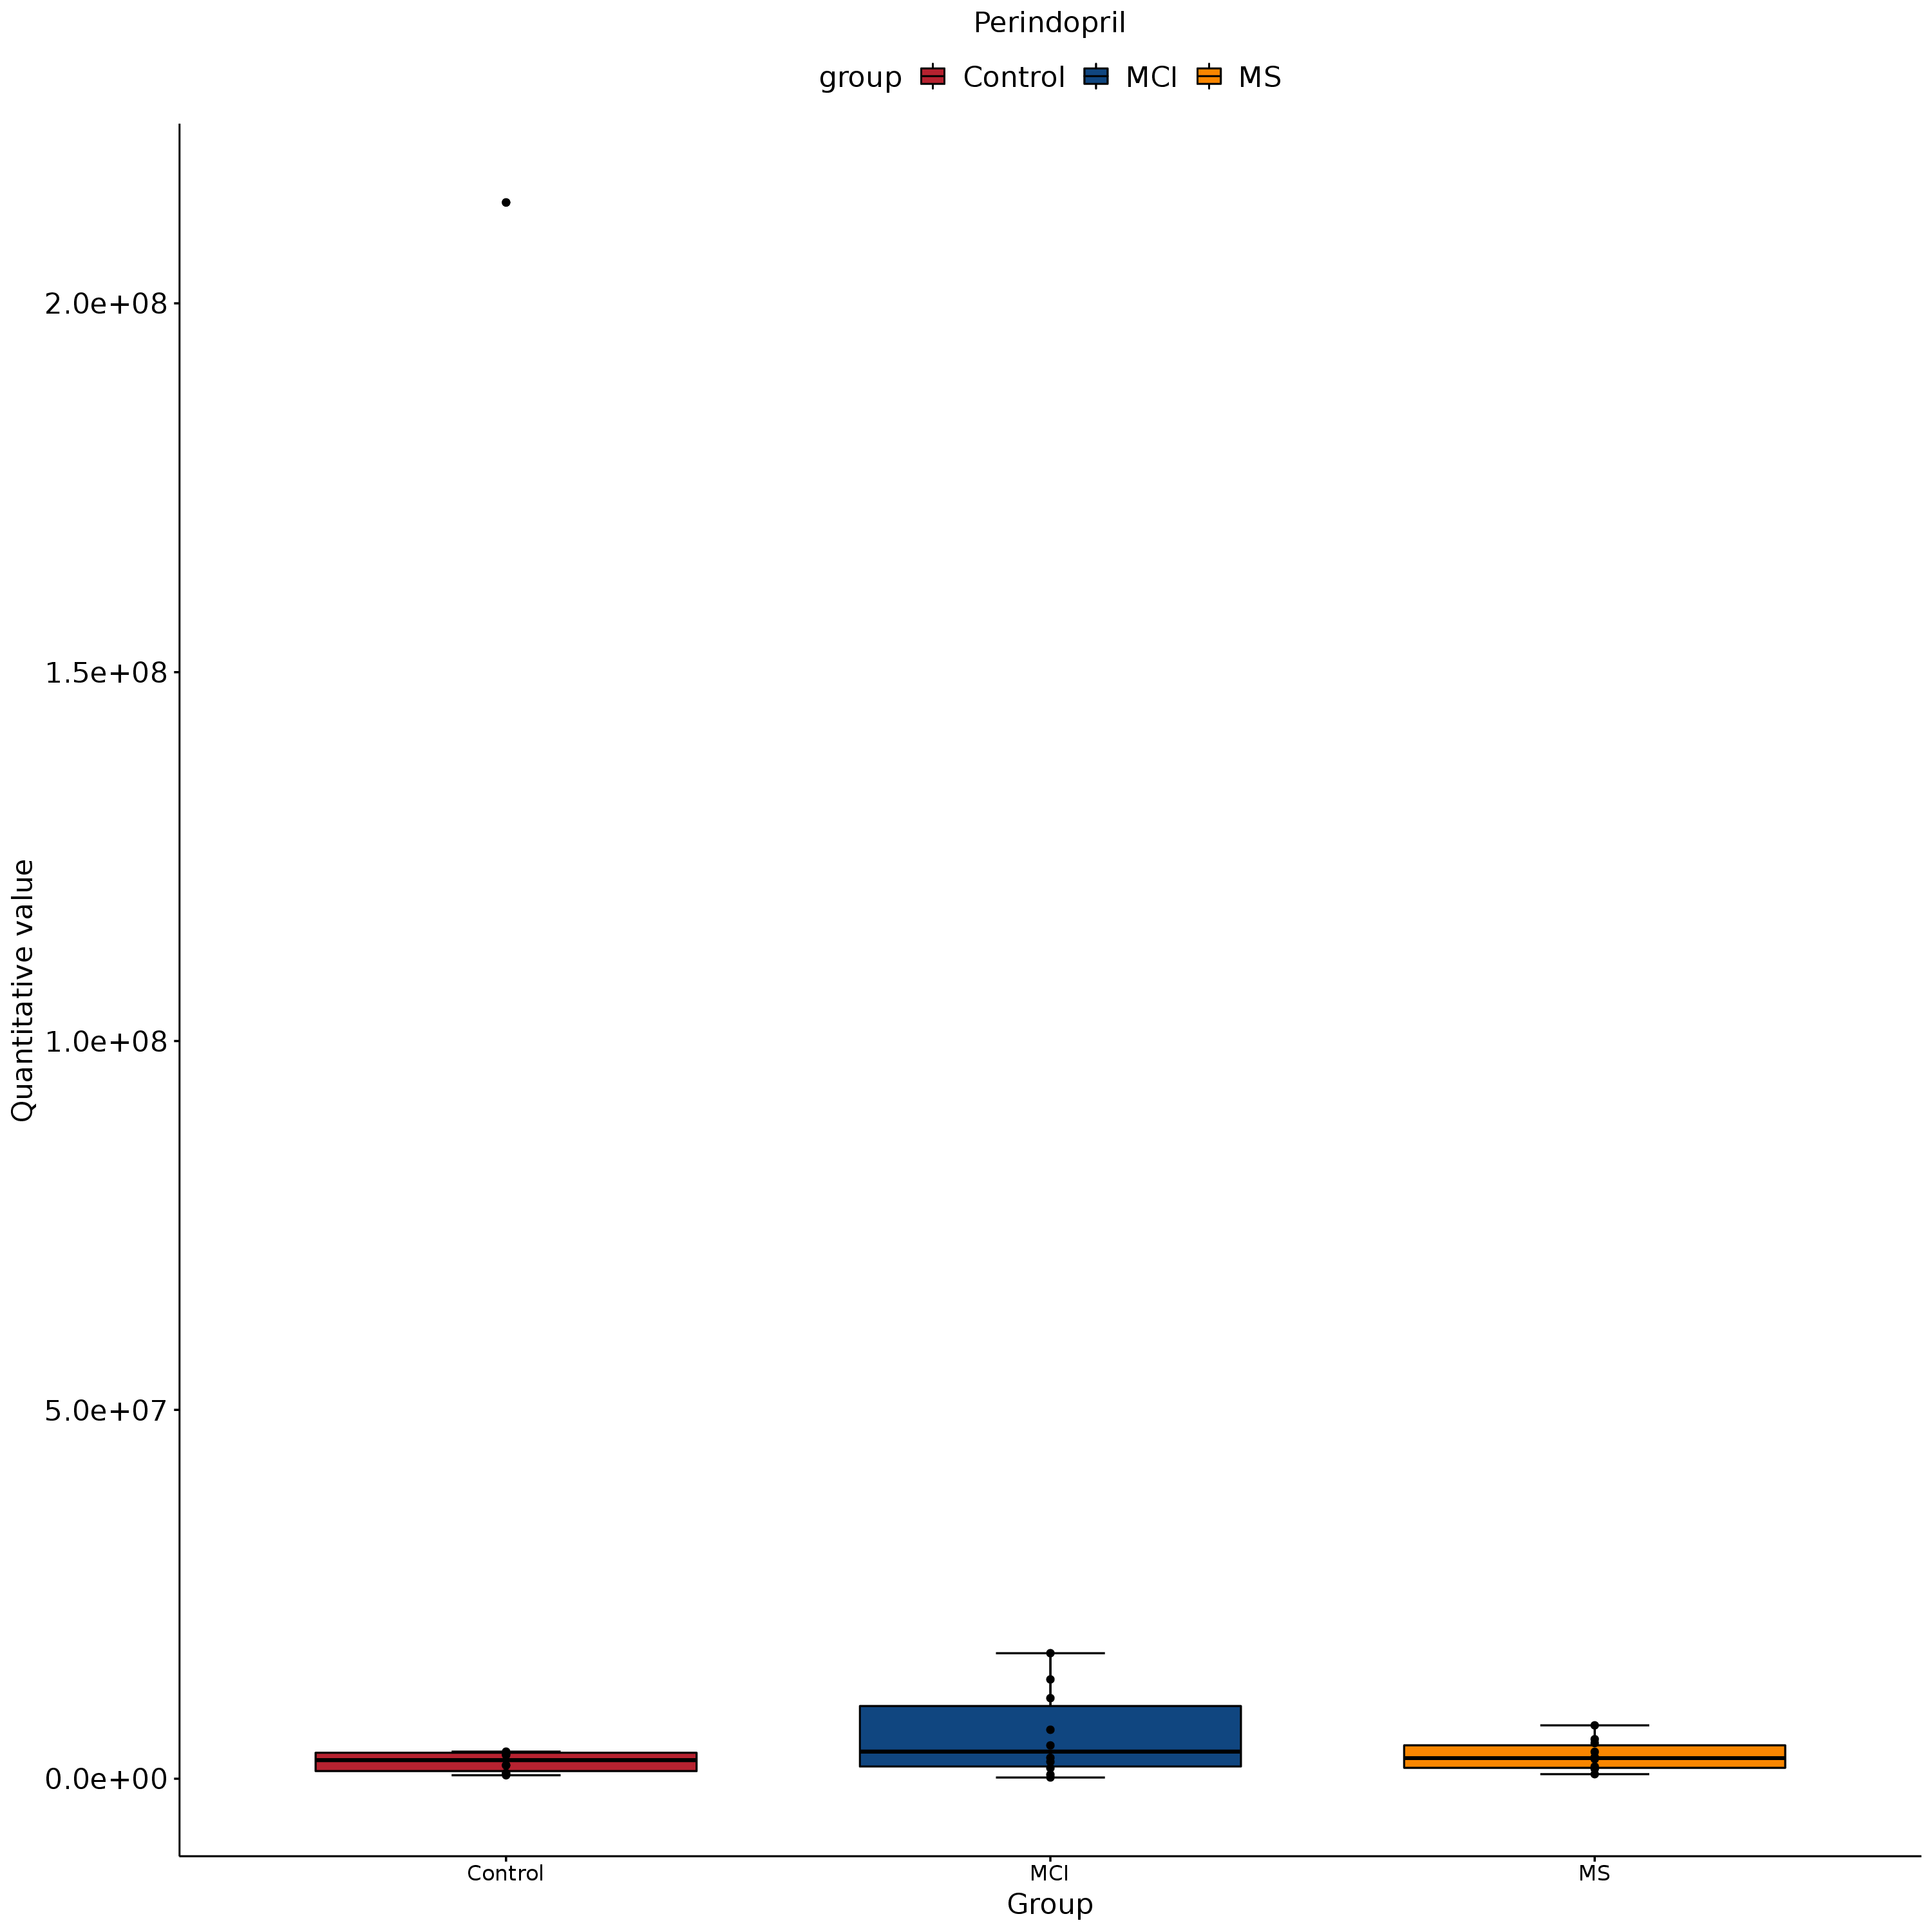 Perindopril
group Control MCI MS
2.0e+08
1.5e+08
1.0e+08
5.0e+07
0.0e+00
Quantitative value
Control MCI MS
Group